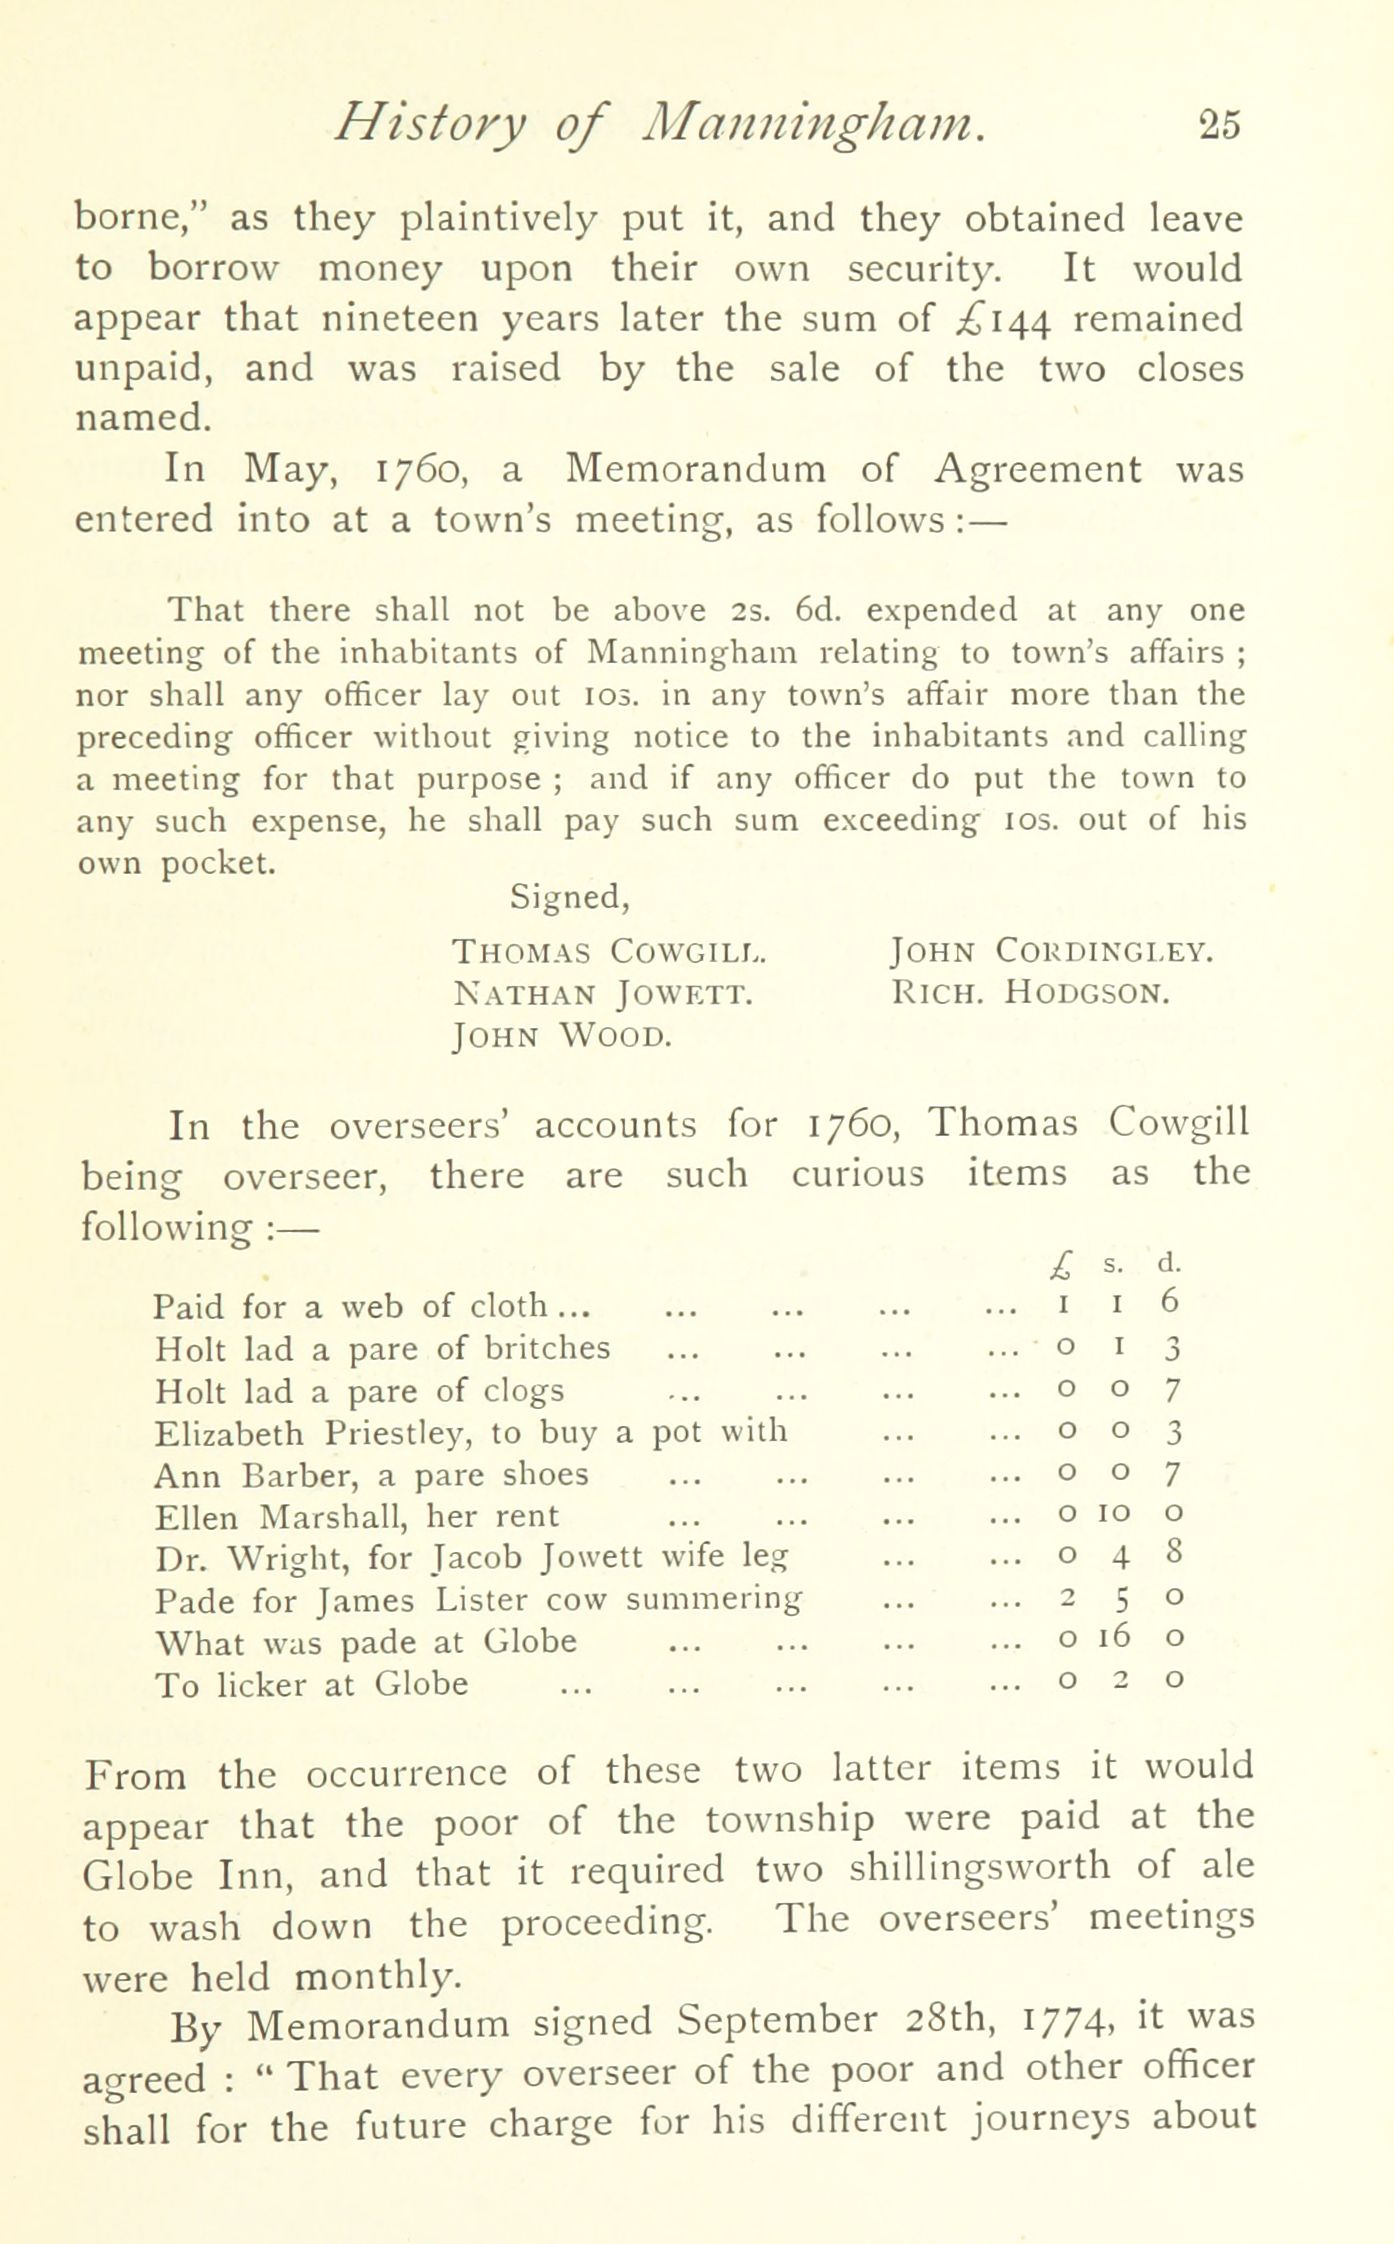 History of Manningham. 25
borne,” as they plaintively put it, and they obtained leave
to borrow money upon their own security. It would
appear that nineteen years later the sum of £144 remained
unpaid, and was raised by the sale of the two closes
named.
In May, 1760, a Memorandum of Agreement was
entered into at a town’s meeting, as follows :—
That there shall not be above 2s. 6d. expended at any one
meeting of the inhabitants of Manningham relating to town’s affairs ;
nor shall any officer lay out 10s. in any town’s affair more than the
preceding officer without giving notice to the inhabitants and calling
a meeting for that purpose ; and if any officer do put the town to
any such expense, he shall pay such sum exceeding 10s. out of his
own pocket.
Signed,
THOMAS COWGILL. JOHN CORDINGLEY.
NATHAN JOWETT. RICH. HODGSON.
JOHN WOOD.
In the overseers’ accounts for 1760, Thomas Cowgill
being overseer, there are such curious items as the
following :—
£ s. d.
Paid for a web of cloth ... ... ... ... ... 1 1 6
Holt lad a pare of britches ... ... ... ... 0 1 3
Holt lad a pare of clogs ... ... ... ... 0 0 7
Elizabeth Priestley, to buy a pot with ... ... 0 0 3
Ann Barber, a pare shoes ... ... ... ... 0 0 7
Ellen Marshall, her rent ... ... ... ... 0 10 0
Dr. Wright, for Jacob Jowett wife leg ... ... 0 4 8
Pade for James Lister cow summering ... ... 2 5 0
What was pade at Globe ... ... ... ... 0 16 0
To licker at Globe ... ... ... ... ... 0 2 0
From the occurrence of these two latter items it would
appear that the poor of the township were paid at the
Globe Inn, and that it required two shillingsworth of ale
to wash down the proceeding. The overseers’ meetings
were held monthly.
By Memorandum signed September 28th, 1774, it was
agreed : “ That every overseer of the poor and other officer
shall for the future charge for his different journeys about